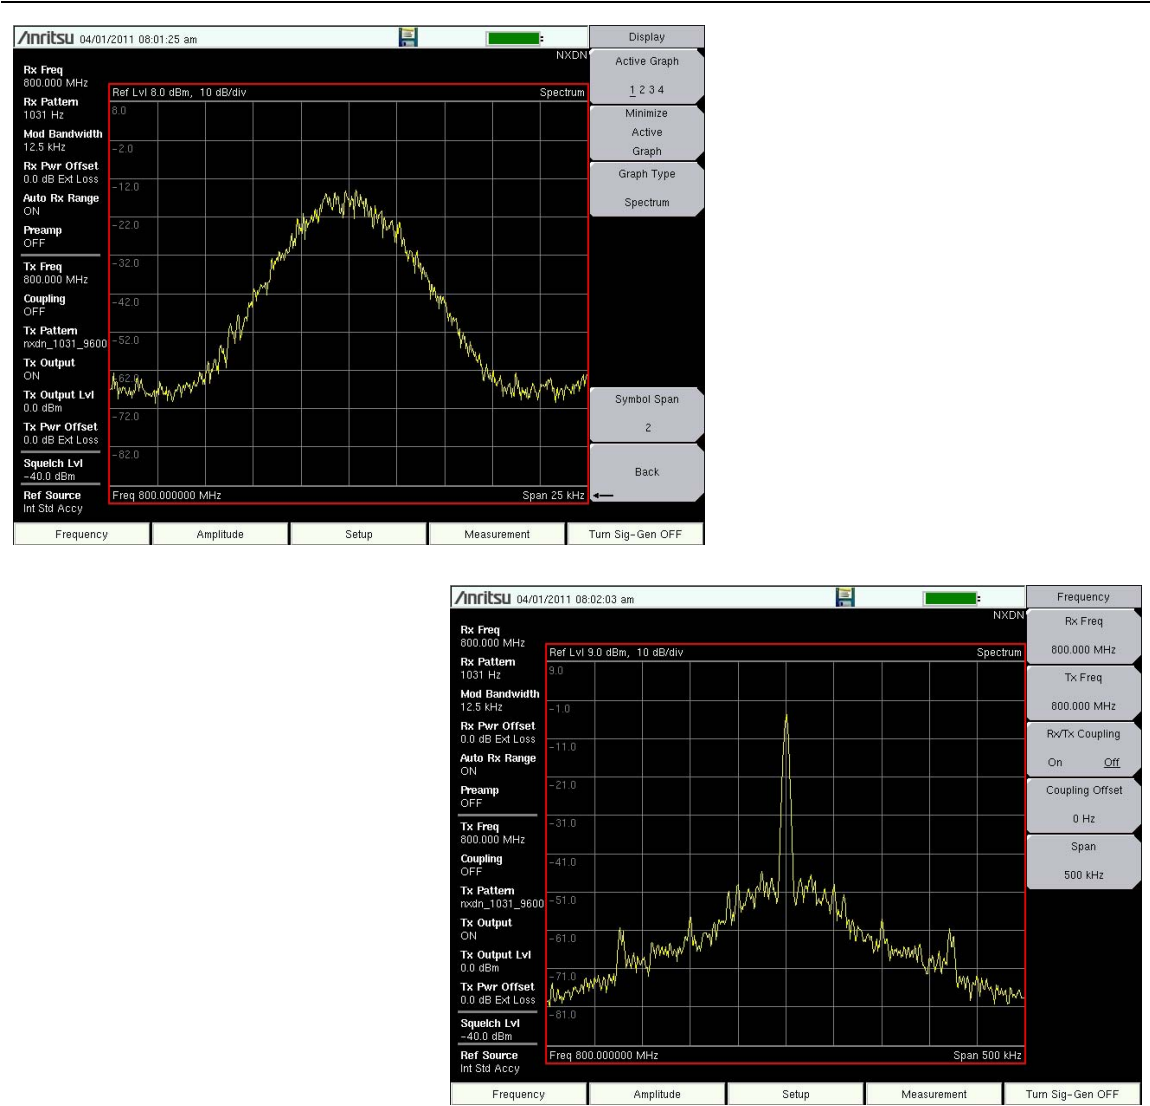 /Inritsu 04/01/2011 08:01:25 am
NXDN
Rx Freq
800.000 MHz
Rx Pattern
1031 Hz
Mod Bandwidth
12.5 kHz
Rx Pwr Offset
0.0 dB Ext Loss
Auto Rx Range
ON
Preamp
OFF
Tx Freq
800.000 MHz
Coupling
OFF
Tx Pattern
nxdn_1031_9600
Tx Output
ON
Tx Output Lvl
0.0 dBm
Tx Pwr Offset
0.0 dB Ext Loss
Squelch Lvl
-40.0 dBm
Ref Source
Int Std Accy
Ref Lvl 8.0 dBm, 10 dB/div Spectrum
8.0
-2.0
-12.0
-22.0
-32.0
-42.0
-52.0
-62.0
-72.0
-82.0
Freq 800.000000 MHz Span 25 kHz
Display
Active Graph
1 2 3 4
Minimize
Active
Graph
Graph Type
Spectrum
Symbol Span
2
Back
Frequency Amplitude Setup Measurement Turn Sig-Gen OFF
/Inritsu 04/01/2011 08:02:03 am
NXDN
Rx Freq
800.000 MHz
Rx Pattern
1031 Hz
Mod Bandwidth
12.5 kHz
Rx Pwr Offset
0.0 dB Ext Loss
Auto Rx Range
ON
Preamp
OFF
Tx Freq
800.000 MHz
Coupling
OFF
Tx Pattern
nxdn_1031_9600
Tx Output
ON
Tx Output Lvl
0.0 dBm
Tx Pwr Offset
0.0 dB Ext Loss
Squelch Lvl
-40.0 dBm
Ref Source
Int Std Accy
Ref Lvl 9.0 dBm, 10 dB/div Spectrum
9.0
-1.0
-11.0
-21.0
-31.0
-41.0
-51.0
-61.0
-71.0
-81.0
Freq 800.000000 MHz Span 500 kHz
Frequency
Rx Freq
800.000 MHz
Tx Freq
800.000 MHz
Rx/Tx Coupling
On Off
Coupling Offset
0 Hz
Span
500 kHz
Frequency Amplitude Setup Measurement Turn Sig-Gen OFF